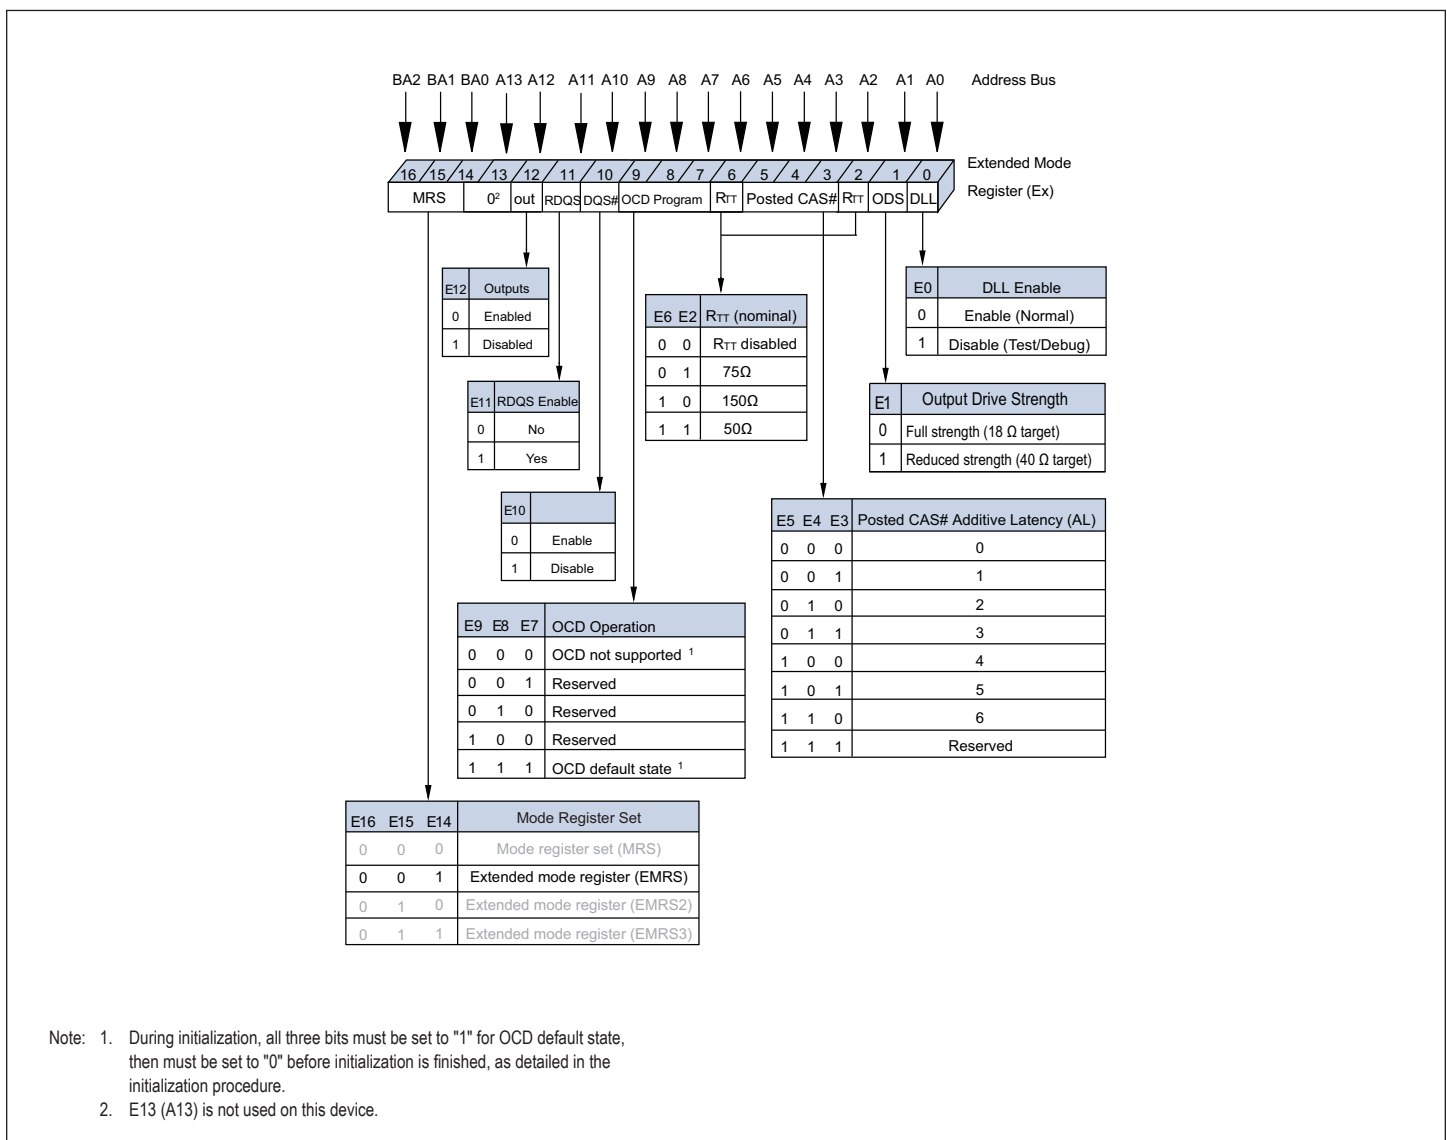 BA2 BA1 BA0 A13 A12 A11 A10 A9 A8 A7 A6 A5 A4 A3 A2 A1 A0 Address Bus
16 15 14 13 12 11 10 9 8 7 6 5 4 3 2 1 0
Extended Mode
Register (Ex)
MRS 0² out RDQS DQS# OCD Program RTT Posted CAS# RTT ODS DLL
E12 Outputs
0 Enabled
1 Disabled
E11 RDQS Enable
0 No
1 Yes
E10
0 Enable
1 Disable
E9 E8 E7 OCD Operation
0 0 0 OCD not supported ¹
0 0 1 Reserved
0 1 0 Reserved
1 0 0 Reserved
1 1 1 OCD default state ¹
E6 E2 RTT (nominal)
0 0 RTT disabled
0 1 75Ω
1 0 150Ω
1 1 50Ω
E0 DLL Enable
0 Enable (Normal)
1 Disable (Test/Debug)
E1 Output Drive Strength
0 Full strength (18 Ω target)
1 Reduced strength (40 Ω target)
E5 E4 E3 Posted CAS# Additive Latency (AL)
0 0 0 0
0 0 1 1
0 1 0 2
0 1 1 3
1 0 0 4
1 0 1 5
1 1 0 6
1 1 1 Reserved
E16 E15 E14 Mode Register Set
0 0 0 Mode register set (MRS)
0 0 1 Extended mode register (EMRS)
0 1 0 Extended mode register (EMRS2)
0 1 1 Extended mode register (EMRS3)
Note: 1. During initialization, all three bits must be set to "1" for OCD default state,
then must be set to "0" before initialization is finished, as detailed in the
initialization procedure.
2. E13 (A13) is not used on this device.